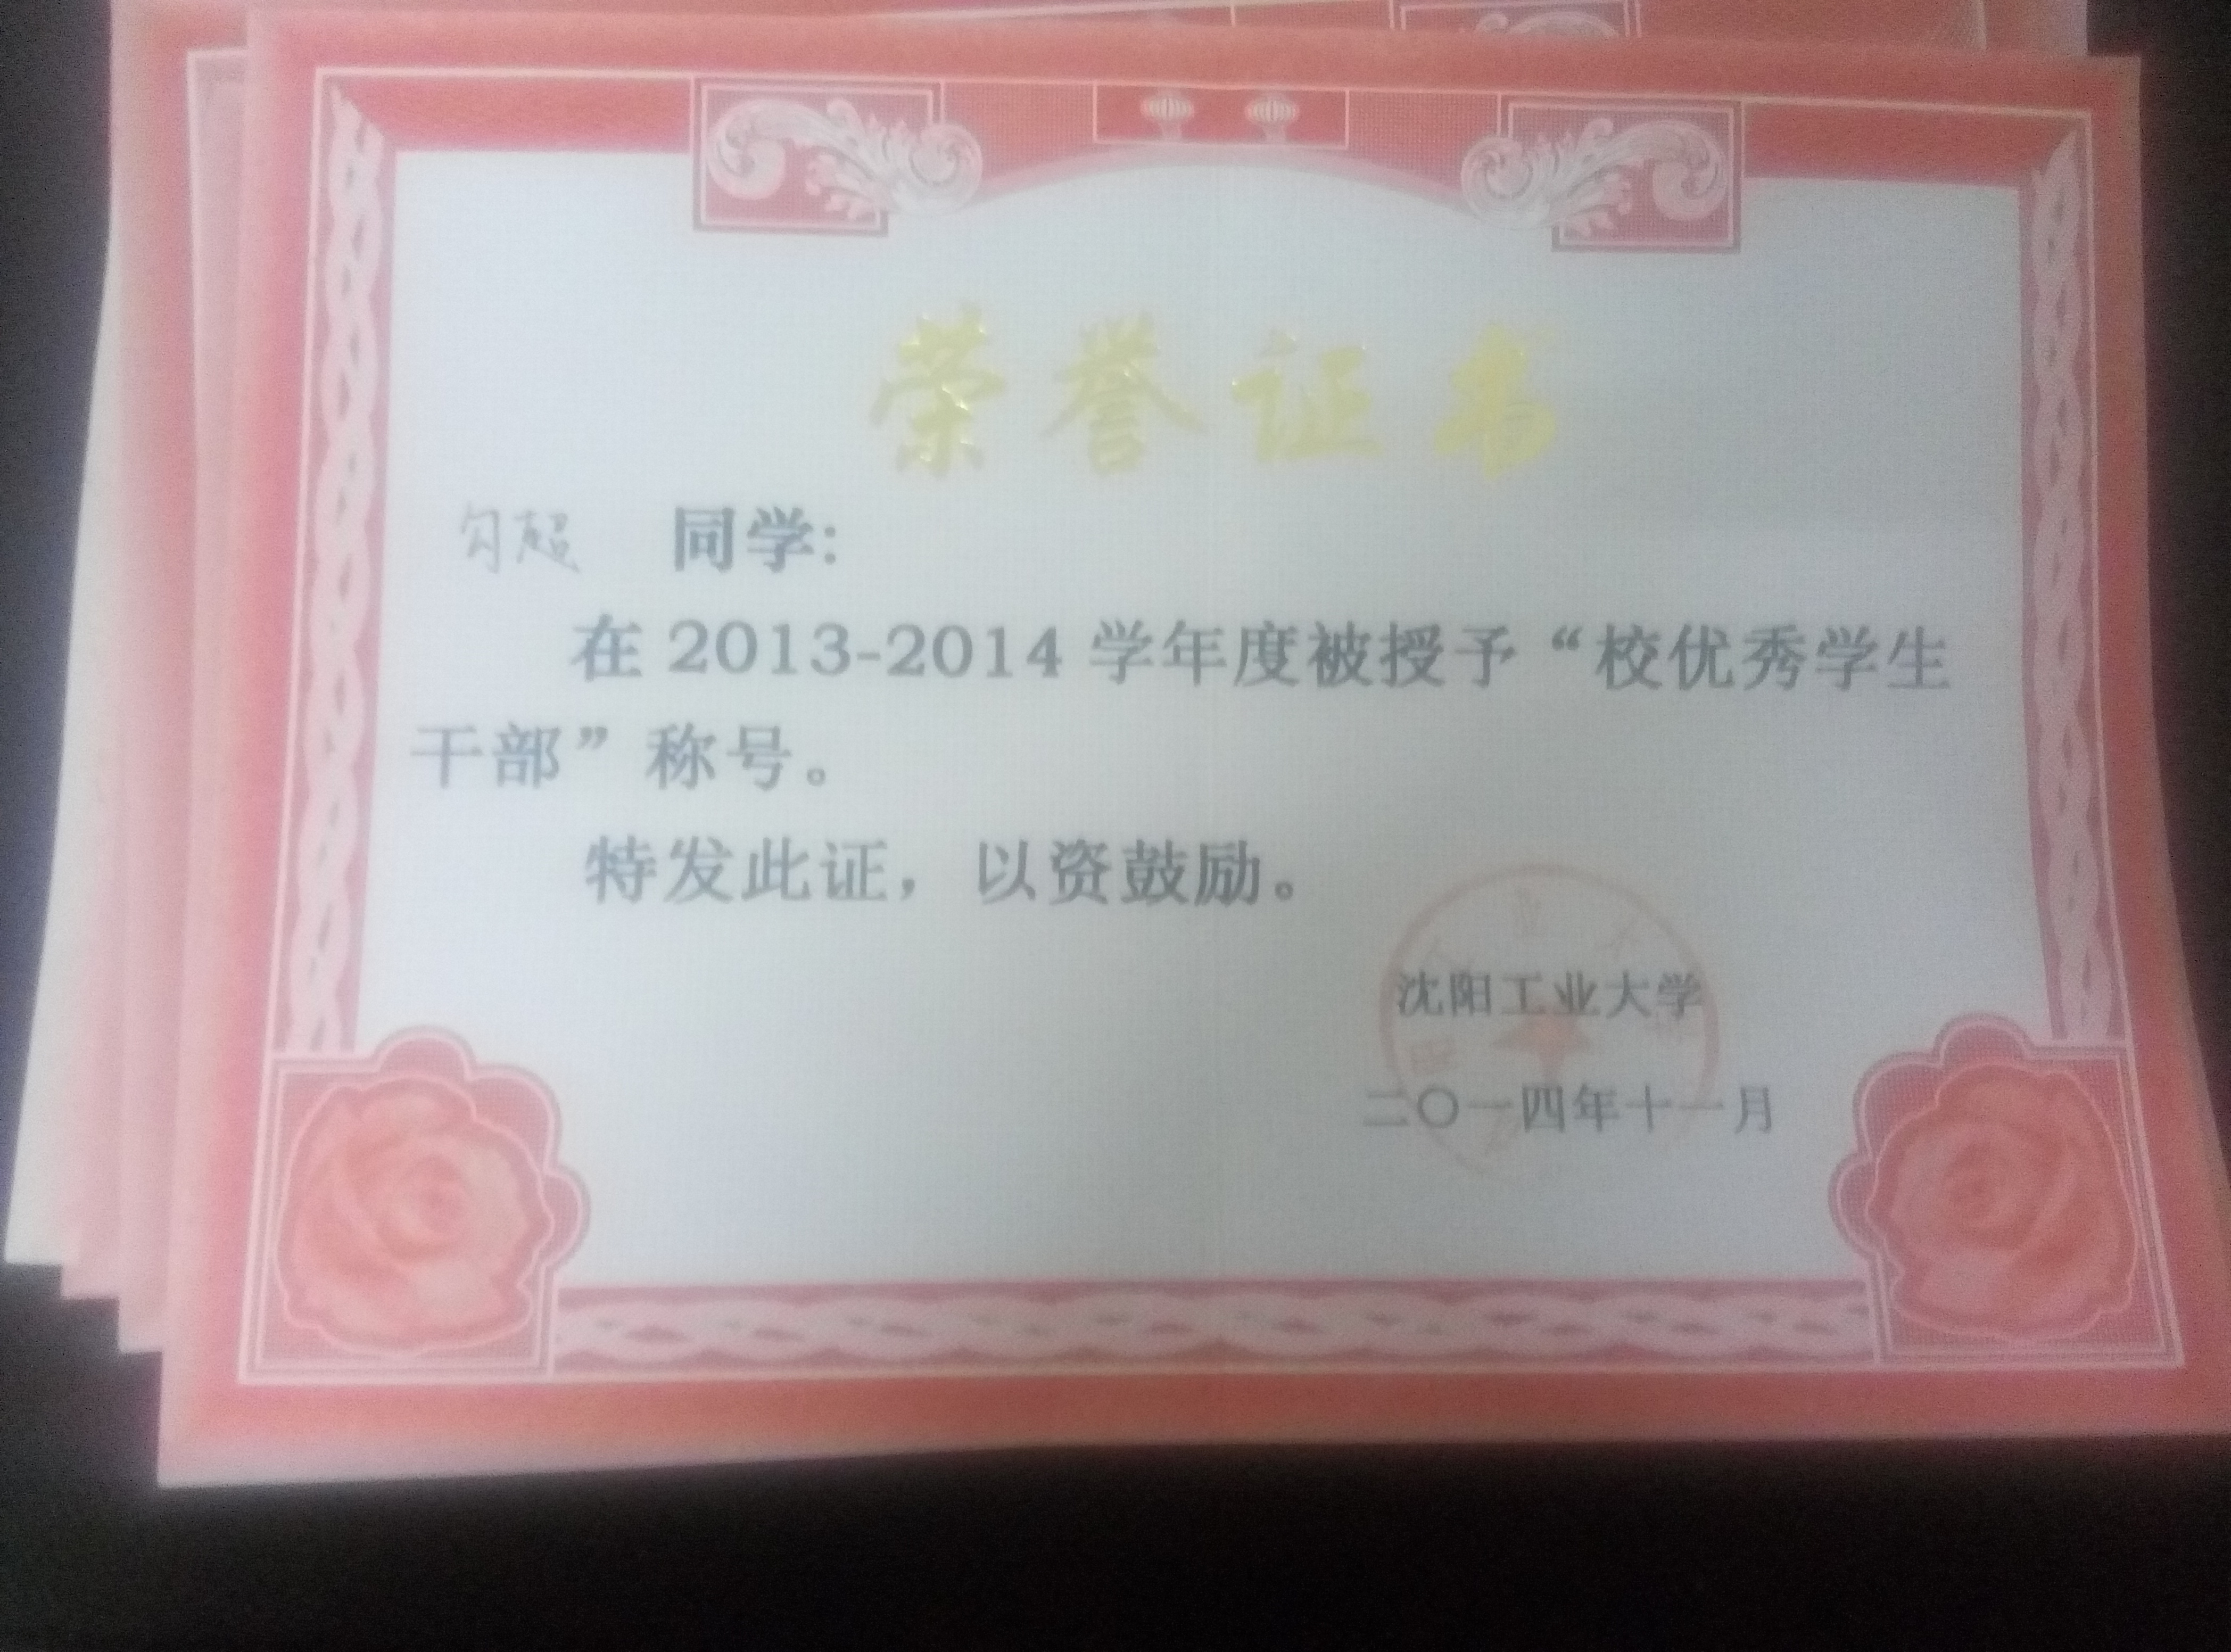 荣誉证书
勾超 同学:
在 2013-2014 学年度被授予“校优秀学生
干部”称号。
特发此证，以资鼓励。
沈阳工业大学
二〇一四年十一月